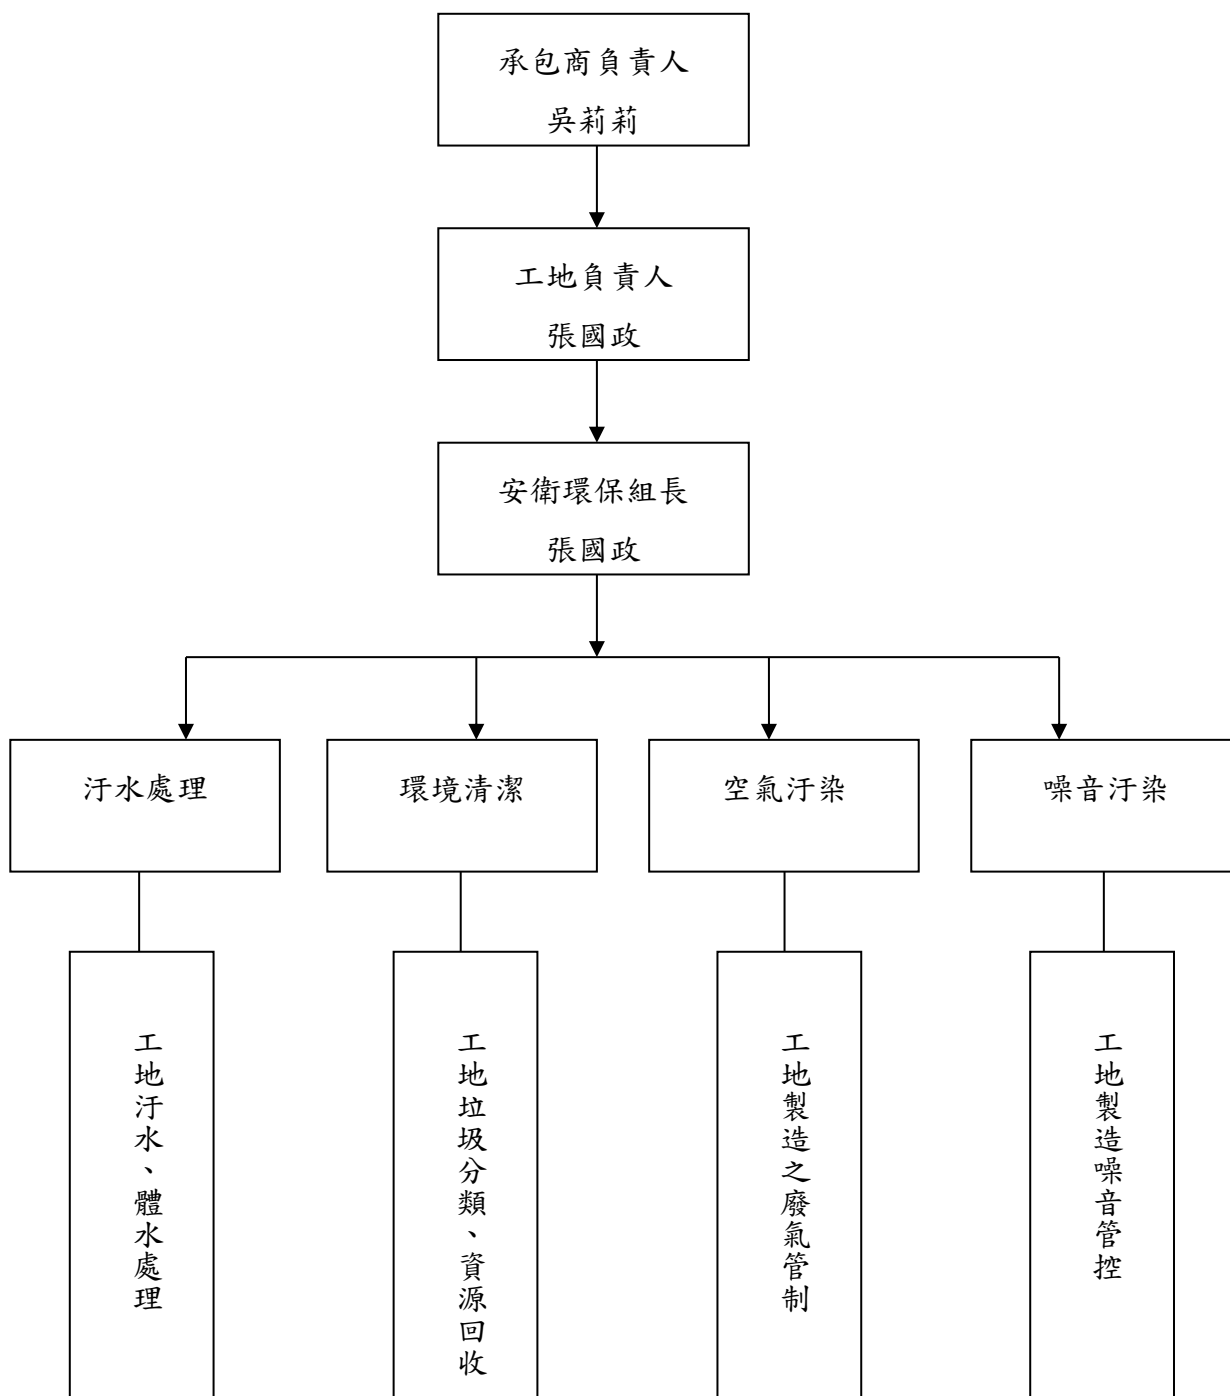 承包商負責人
吳莉莉
工地負責人
張國政
安衛環保組長
張國政
汙水處理
環境清潔
空氣汙染
噪音汙染
工地汙水、體水處理
工地垃圾分類、資源回收
工地製造之廢氣管制
工地製造噪音管控